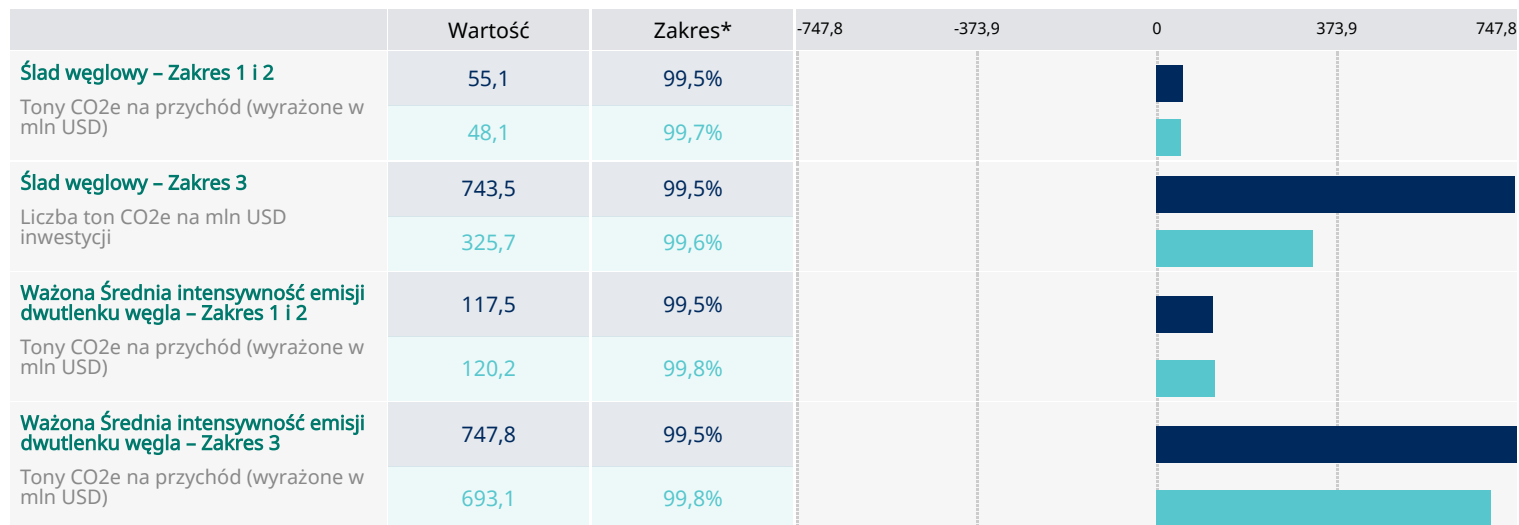 Wartość Zakres* -747,8 -373,9 0 373,9 747,8
Ślad węglowy – Zakres 1 i 2
Tony CO2e na przychód (wyrażone w
mln USD)
55,1 99,5%
48,1 99,7%
Ślad węglowy – Zakres 3
Liczba ton CO2e na mln USD
inwestycji
743,5 99,5%
325,7 99,6%
Ważona Średnia intensywność emisji
dwutlenku węgla – Zakres 1 i 2
Tony CO2e na przychód (wyrażone w
mln USD)
117,5 99,5%
120,2 99,8%
Ważona Średnia intensywność emisji
dwutlenku węgla – Zakres 3
Tony CO2e na przychód (wyrażone w
mln USD)
747,8 99,5%
693,1 99,8%